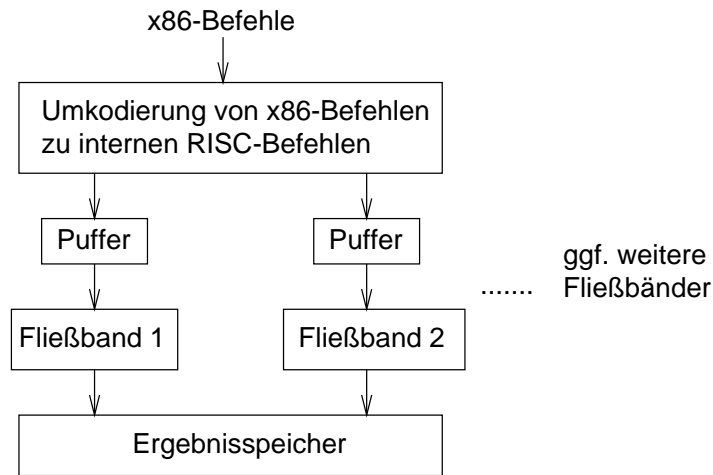 x86-Befehle
Umkodierung von x86-Befehlen
zu internen RISC-Befehlen
Puffer
Puffer
ggf. weitere
....... Fließbänder
Fließband 1
Fließband 2
Ergebnisspeicher